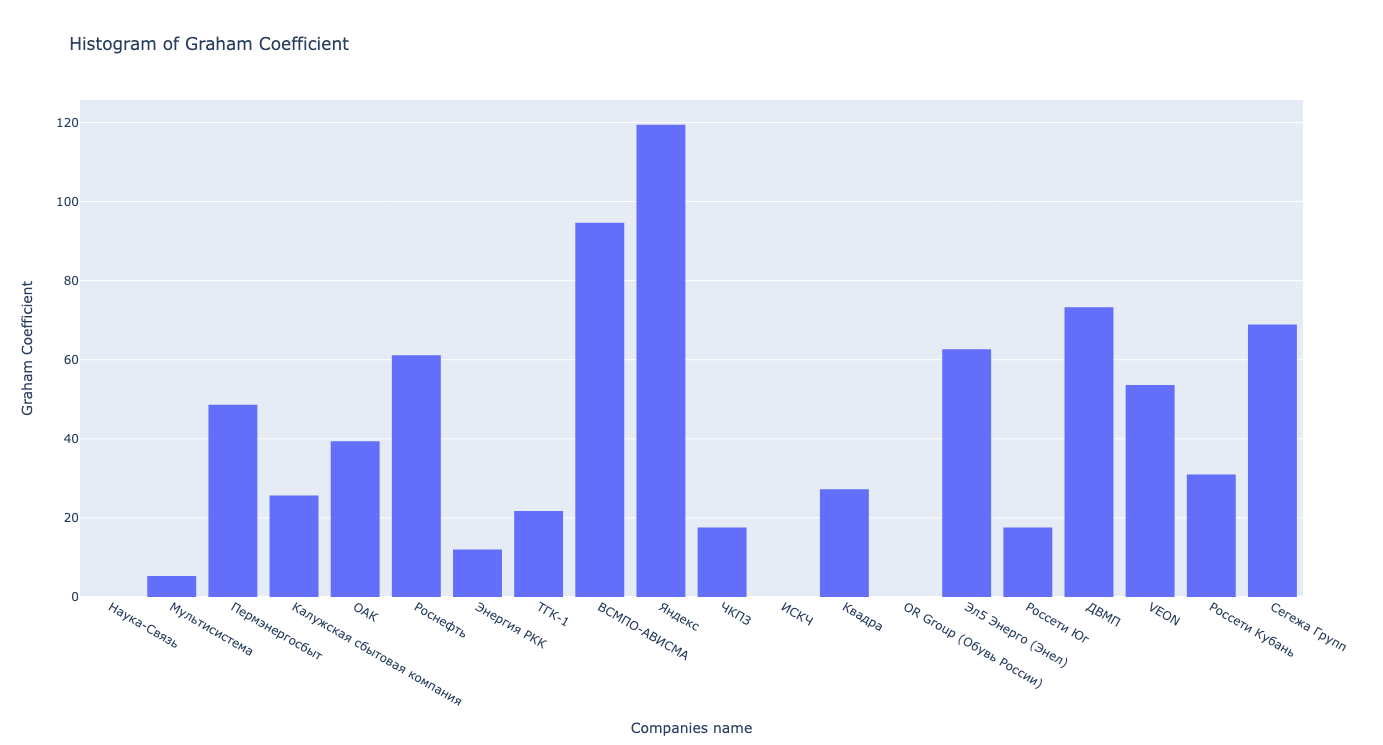 Histogram of Graham Coefficient
Graham Coefficient
120
100
80
60
40
20
0
Наука-Связь
Мультисистема
Пермэнергосбыт
Калужская сбытовая компания
ОАК
Роснефть
Энергия РКК
ТГК-1
ВСМПО-АВИСМА
Яндекс
ЧКПЗ
ИСКЧ
Квадра
OR Group (Обувь России)
Эл5 Энерго (Энел)
Россети Юг
ДВМП
VEON
Россети Кубань
Сегежа Групп
Companies name